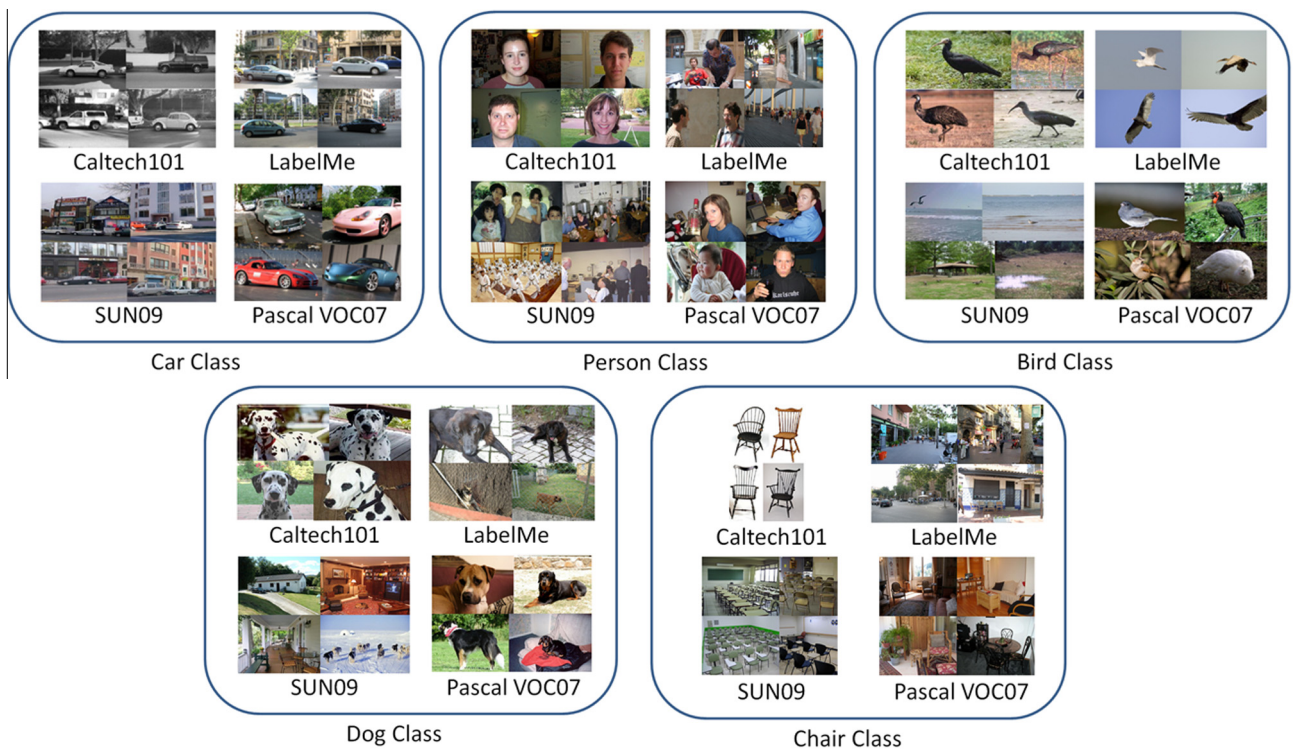 Caltech101
LabelMe
SUN09
Pascal VOC07
Car Class
Caltech101
LabelMe
SUN09
Pascal VOC07
Person Class
Caltech101
LabelMe
SUN09
Pascal VOC07
Bird Class
Caltech101
LabelMe
SUN09
Pascal VOC07
Dog Class
Caltech101
LabelMe
SUN09
Pascal VOC07
Chair Class